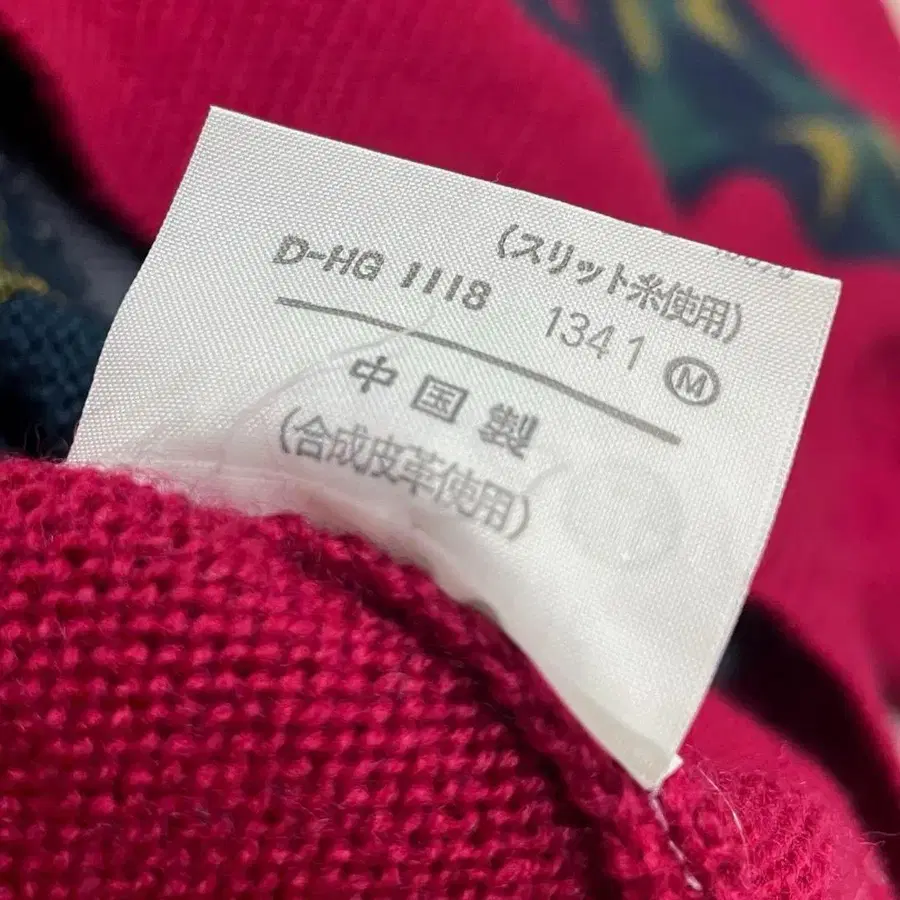 (スリット糸使用)
D-HG 1118 1341 Ⓜ
中国製
(合成皮革使用)